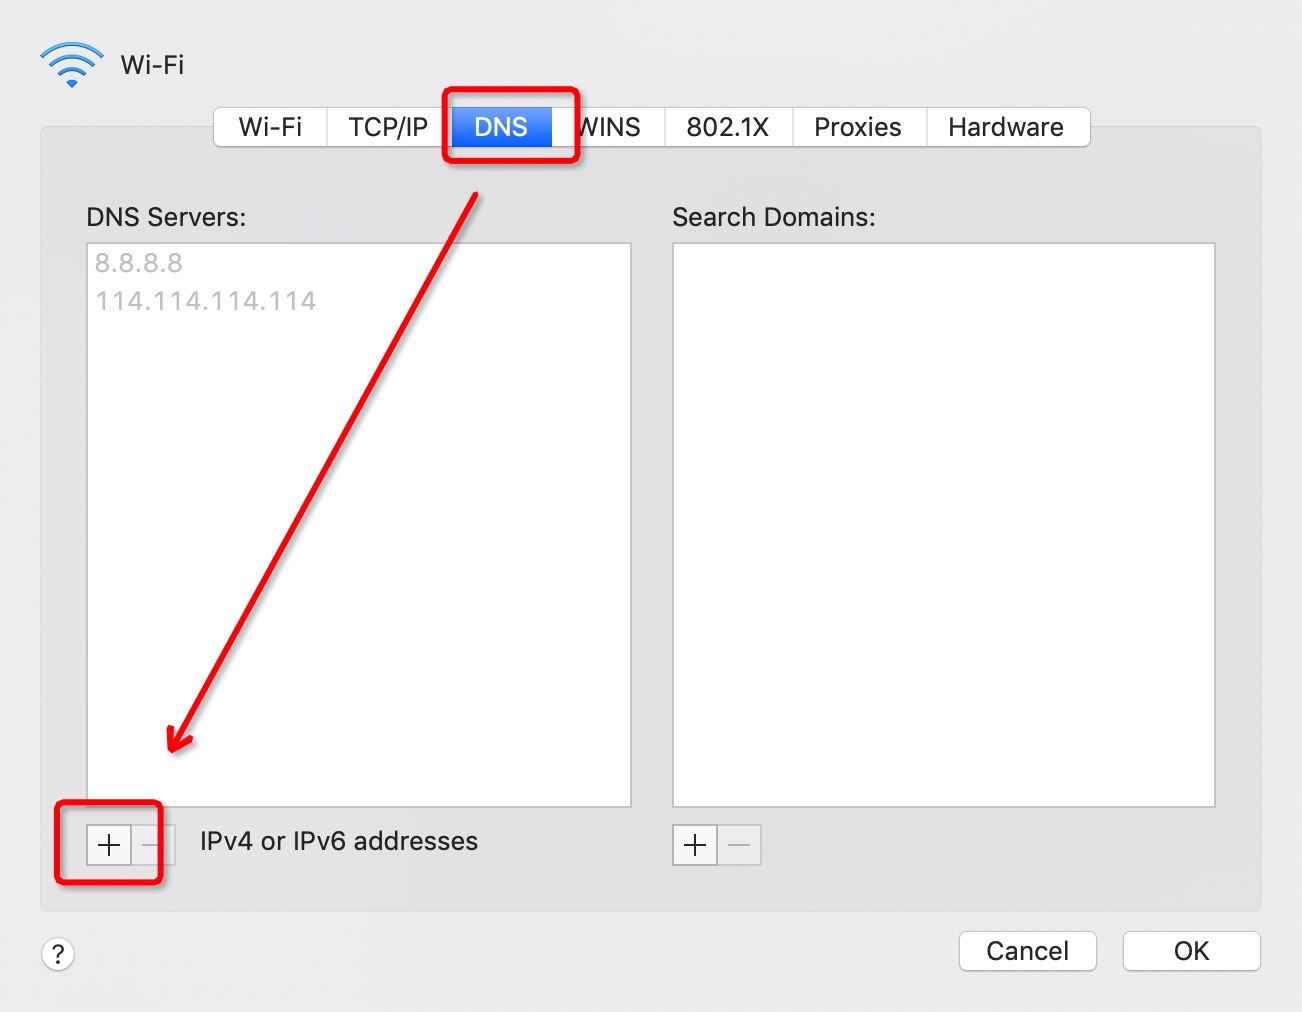 Wi-Fi
Wi-Fi TCP/IP DNS WINS 802.1X Proxies Hardware
DNS Servers:
8.8.8.8
114.114.114.114
IPv4 or IPv6 addresses
Search Domains:
? Cancel OK